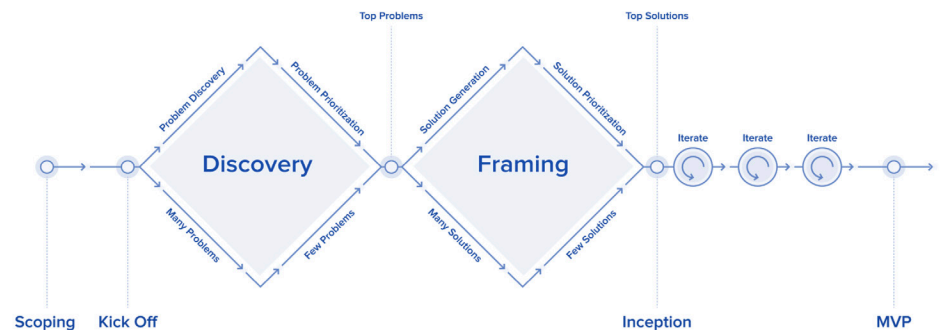 Top Problems
Top Solutions
Problem Discovery
Problem Prioritization
Solution Generation
Solution Prioritization
Iterate
Iterate
Iterate
Discovery
Framing
Many Problems
Few Problems
Many Solutions
Few Solutions
Scoping
Kick Off
Inception
MVP